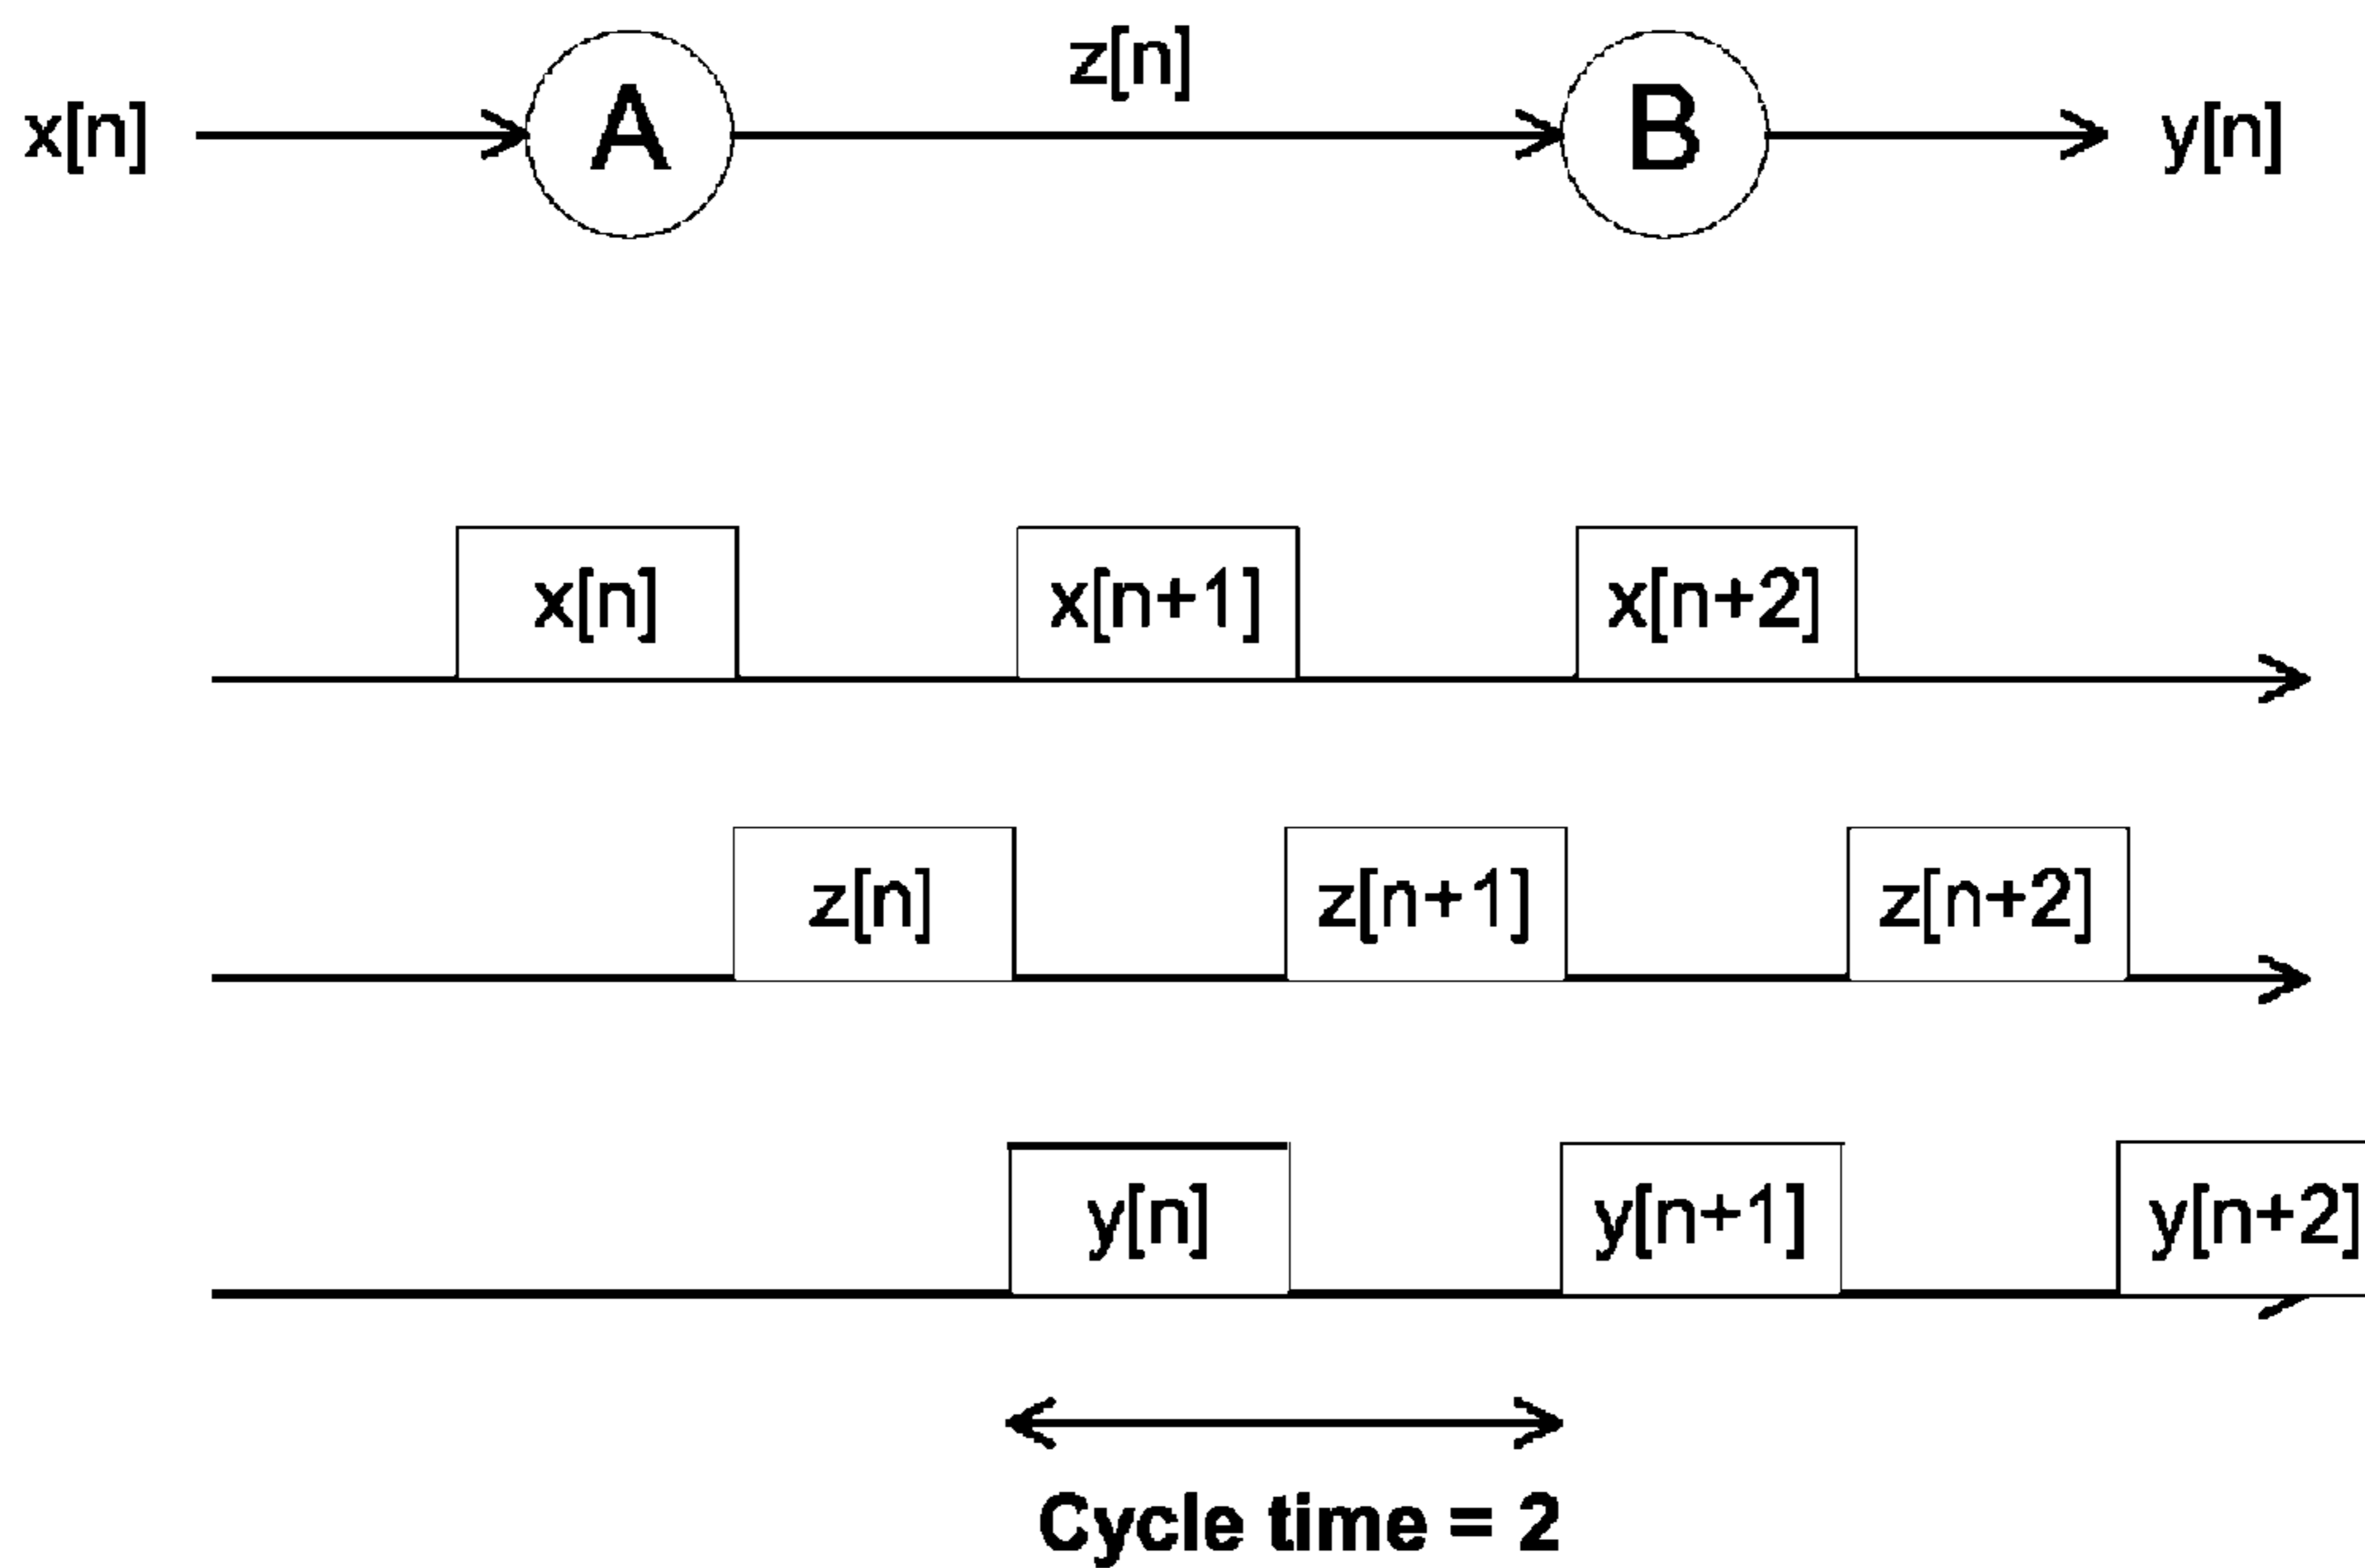 z[n]
x[n] A B y[n]
x[n] x[n+1] x[n+2]
z[n] z[n+1] z[n+2]
y[n] y[n+1] y[n+2]
Cycle time = 2